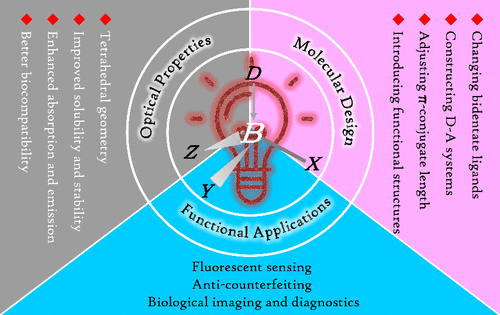 Optical Properties
Tetrahedral geometry
Improved solubility and stability
Enhanced absorption and emission
Better biocompatibility
Molecular Design
Changing bidentate ligands
Constructing D-A systems
Adjusting π-conjugate length
Introducing functional structures
D
B
Z
Y
X
Functional Applications
Fluorescent sensing
Anti-counterfeiting
Biological imaging and diagnostics